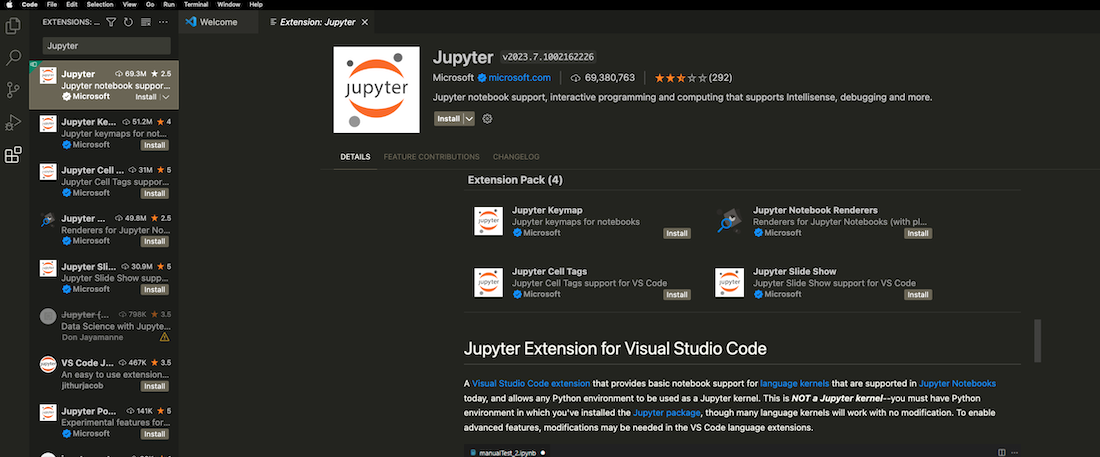 Code File Edit Selection View Go Run Terminal Window Help
EXTENSIONS: ...
Jupyter
Jupyter 69.3M ★ 2.5
Jupyter notebook suppor...
Microsoft Install
Jupyter Ke... 51.2M ★ 4
Jupyter keymaps for not...
Microsoft Install
Jupyter Cell ... 31M ★ 5
Jupyter Cell Tags suppor...
Microsoft Install
Jupyter ... 49.8M ★ 2.5
Renderers for Jupyter No...
Microsoft Install
Jupyter Sli... 30.9M ★ 5
Jupyter Slide Show supp...
Microsoft Install
Jupyter (... 798K ★ 3.5
Data Science with Jupyte...
Don Jayamanne
VS Code J... 467K ★ 3.5
An easy to use extension...
jithurjacob Install
Jupyter Po... 141K ★ 5
Experimental features for...
Microsoft Install
Welcome
Extension: Jupyter
jupyter
Jupyter v2023.7.1002162226
Microsoft microsoft.com 69,380,763 (292)
Jupyter notebook support, interactive programming and computing that supports Intellisense, debugging and more.
Install
DETAILS FEATURE CONTRIBUTIONS CHANGELOG
Extension Pack (4)
Jupyter Keymap
Jupyter keymaps for notebooks
Microsoft Install
Jupyter Notebook Renderers
Renderers for Jupyter Notebooks (with pl...
Microsoft Install
Jupyter Cell Tags
Jupyter Cell Tags support for VS Code
Microsoft Install
Jupyter Slide Show
Jupyter Slide Show support for VS Code
Microsoft Install
Jupyter Extension for Visual Studio Code
A Visual Studio Code extension that provides basic notebook support for language kernels that are supported in Jupyter Notebooks
today, and allows any Python environment to be used as a Jupyter kernel. This is NOT a Jupyter kernel--you must have Python
environment in which you've installed the Jupyter package, though many language kernels will work with no modification. To enable
advanced features, modifications may be needed in the VS Code language extensions.
manualTest_2.ipynb